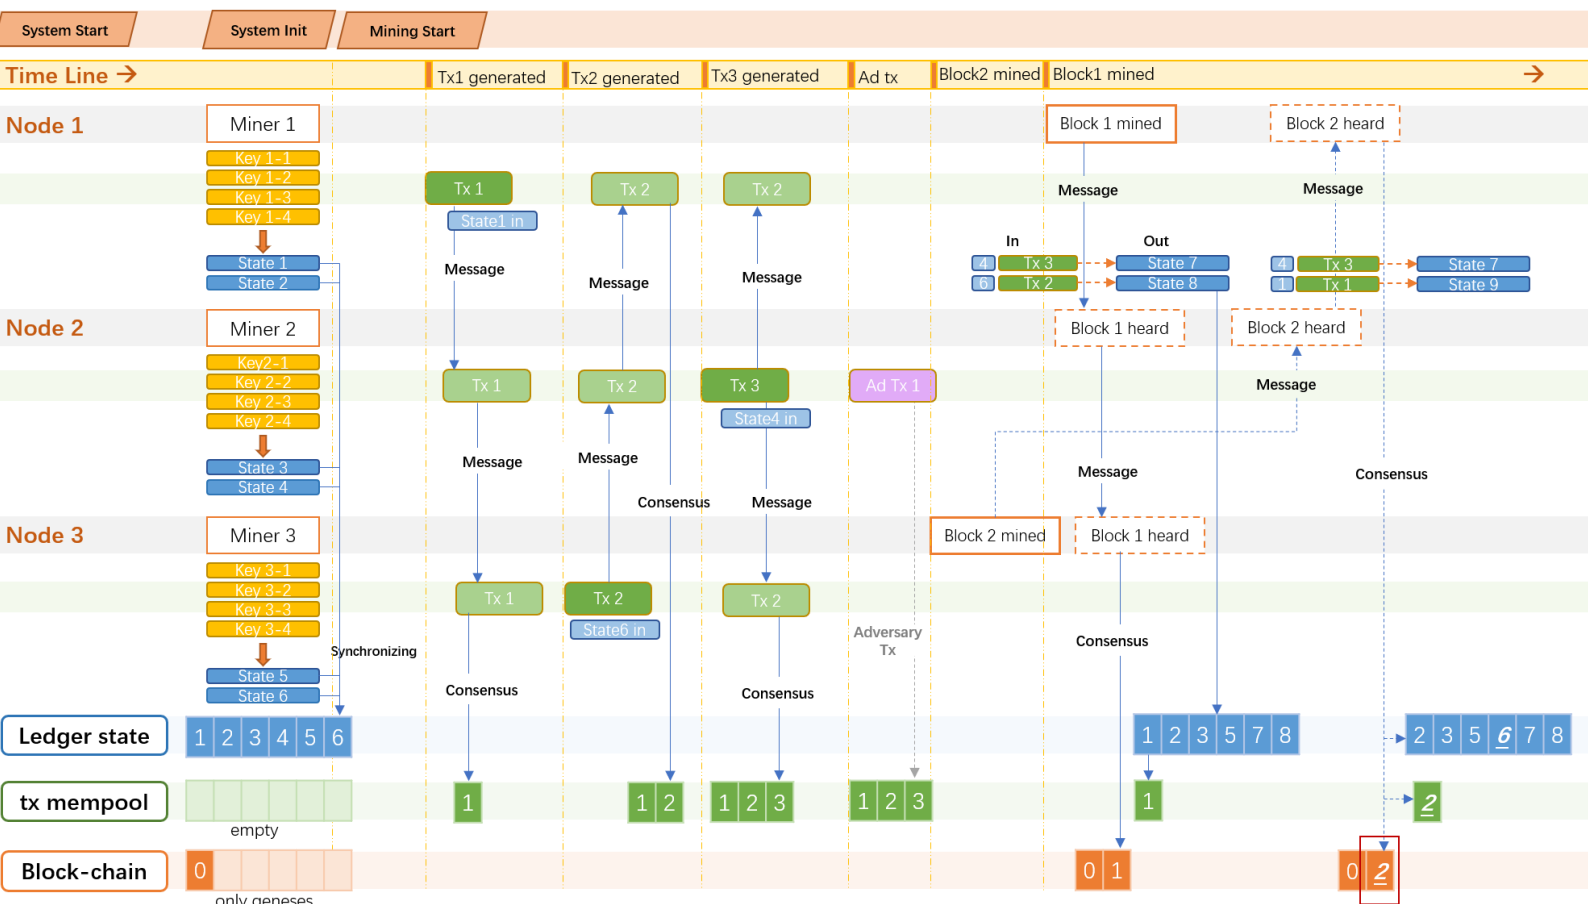 System Start
System Init
Mining Start
Time Line
Tx1 generated
Tx2 generated
Tx3 generated
Ad tx
Block2 mined
Block1 mined
Node 1
Miner 1
Block 1 mined
Block 2 heard
Key 1-1
Key 1-2
Key 1-3
Key 1-4
Tx 1
Tx 2
Tx 2
Message
Message
State1 in
In
Out
State 1
State 2
Message
Message
Message
4
Tx 3
State 7
6
Tx 2
State 8
4
Tx 3
State 7
1
Tx 1
State 9
Node 2
Miner 2
Block 1 heard
Block 2 heard
Key2-1
Key 2-2
Key 2-3
Key 2-4
Tx 1
Tx 2
Tx 3
Ad Tx 1
Message
State4 in
State 3
State 4
Message
Message
Message
Consensus
Message
Consensus
Node 3
Miner 3
Block 2 mined
Block 1 heard
Key 3-1
Key 3-2
Key 3-3
Key 3-4
Tx 1
Tx 2
Tx 2
State6 in
Adversary
Tx
Consensus
Synchronizing
State 5
State 6
Consensus
Consensus
Ledger state
1 2 3 4 5 6
1 2 3 5 7 8
2 3 5 6 7 8
tx mempool
1
1 2
1 2 3
1 2 3
1
2
empty
Block-chain
0
0 1
0 2
only geneses